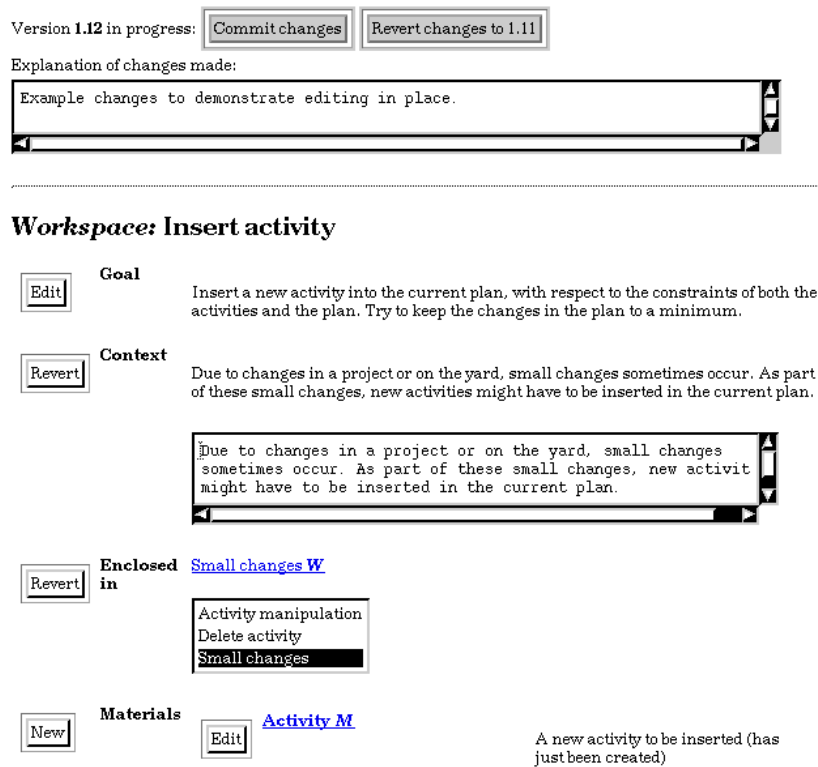 Version 1.12 in progress: Commit changes Revert changes to 1.11
Explanation of changes made:
Example changes to demonstrate editing in place.
Workspace: Insert activity
Goal
Edit
Insert a new activity into the current plan, with respect to the constraints of both the
activities and the plan. Try to keep the changes in the plan to a minimum.
Context
Revert
Due to changes in a project or on the yard, small changes sometimes occur. As part
of these small changes, new activities might have to be inserted in the current plan.
Due to changes in a project or on the yard, small changes
sometimes occur. As part of these small changes, new activit
might have to be inserted in the current plan.
Enclosed Small changes W
Revert in
Activity manipulation
Delete activity
Small changes
Materials
New Edit Activity M
A new activity to be inserted (has
just been created)